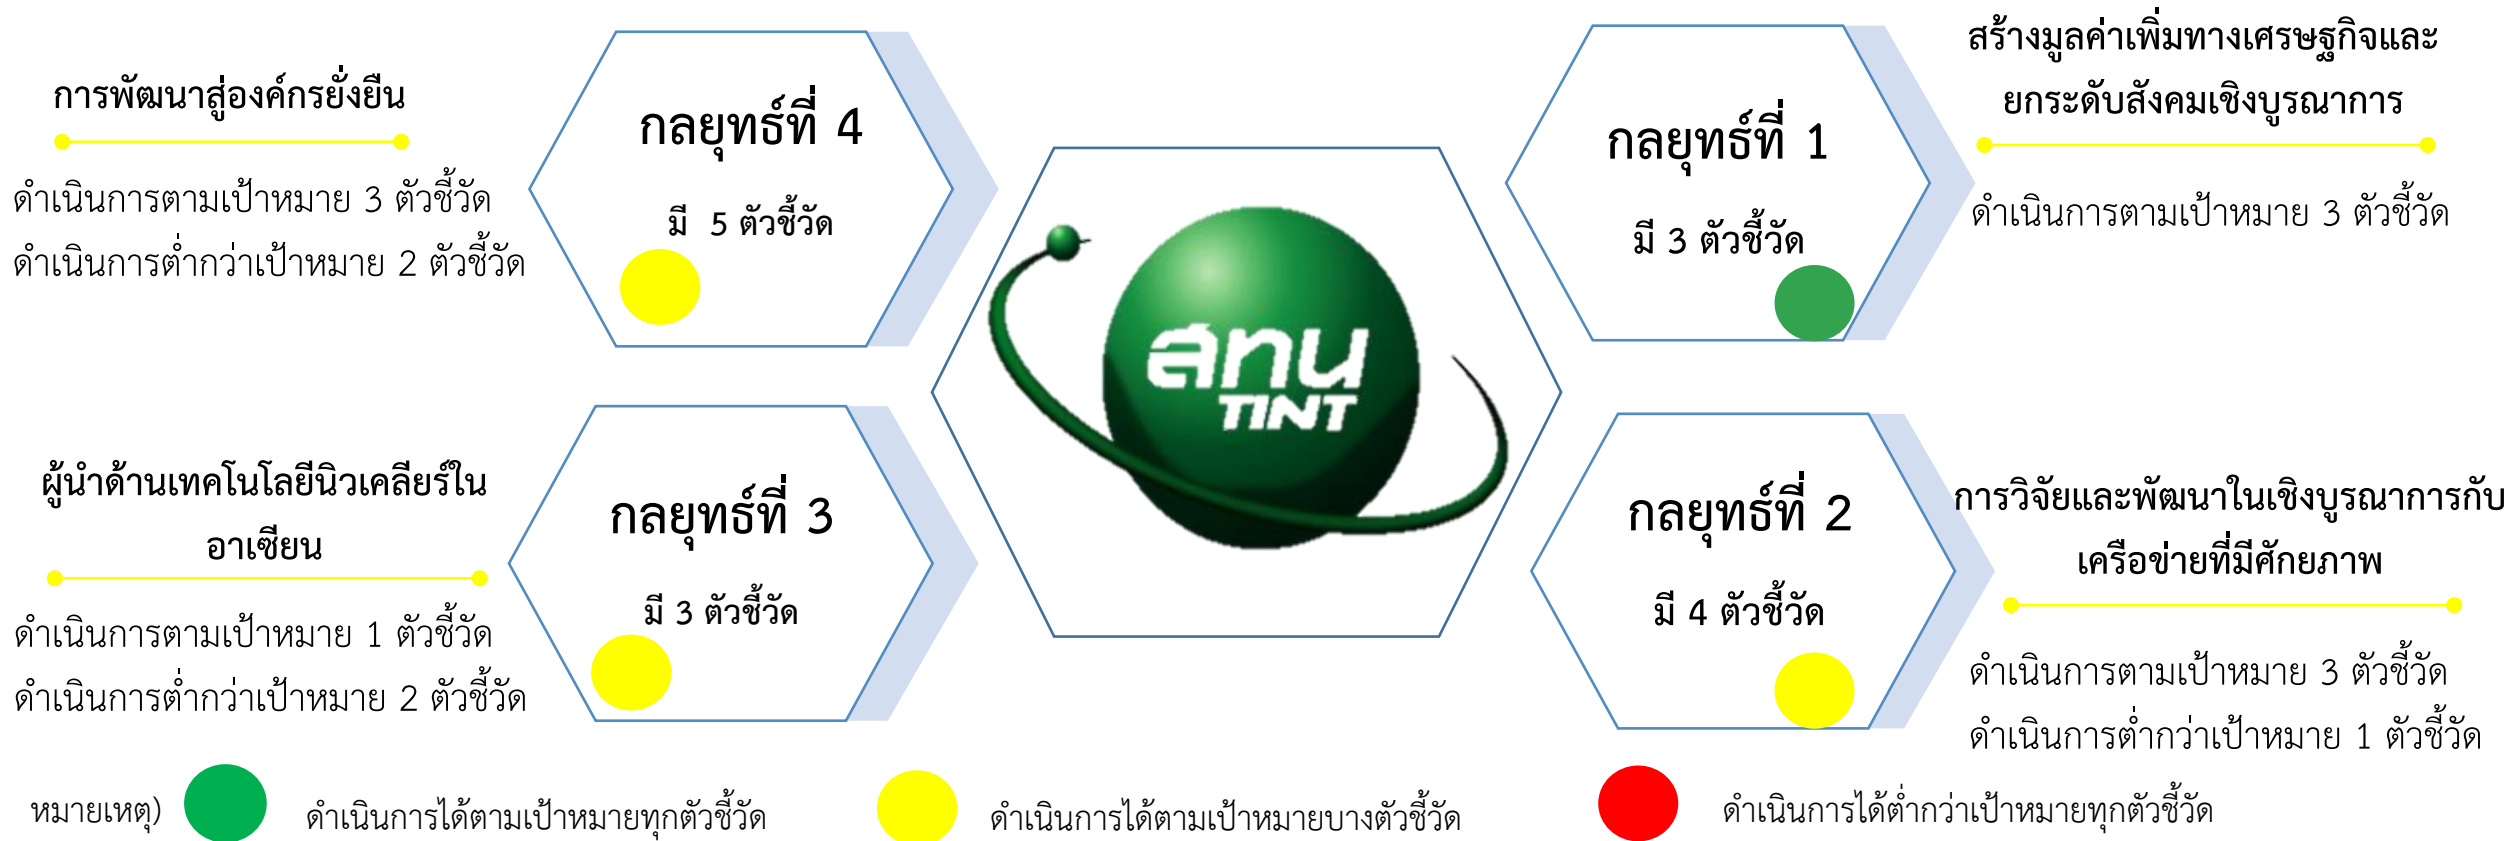 การพัฒนาสู่องค์กรยั่งยืน
ดำเนินการตามเป้าหมาย 3 ตัวชี้วัด
ดำเนินการต่ำกว่าเป้าหมาย 2 ตัวชี้วัด
กลยุทธ์ที่ 4
มี 5 ตัวชี้วัด
กลยุทธ์ที่ 1
มี 3 ตัวชี้วัด
สร้างมูลค่าเพิ่มทางเศรษฐกิจและ
ยกระดับสังคมเชิงบูรณาการ
ดำเนินการตามเป้าหมาย 3 ตัวชี้วัด
สทน
TINT
ผู้นำด้านเทคโนโลยีนิวเคลียร์ใน
อาเซียน
ดำเนินการตามเป้าหมาย 1 ตัวชี้วัด
ดำเนินการต่ำกว่าเป้าหมาย 2 ตัวชี้วัด
กลยุทธ์ที่ 3
มี 3 ตัวชี้วัด
กลยุทธ์ที่ 2
มี 4 ตัวชี้วัด
การวิจัยและพัฒนาในเชิงบูรณาการกับ
เครือข่ายที่มีศักยภาพ
ดำเนินการตามเป้าหมาย 3 ตัวชี้วัด
ดำเนินการต่ำกว่าเป้าหมาย 1 ตัวชี้วัด
หมายเหตุ)
ดำเนินการได้ตามเป้าหมายทุกตัวชี้วัด
ดำเนินการได้ตามเป้าหมายบางตัวชี้วัด
ดำเนินการได้ต่ำกว่าเป้าหมายทุกตัวชี้วัด